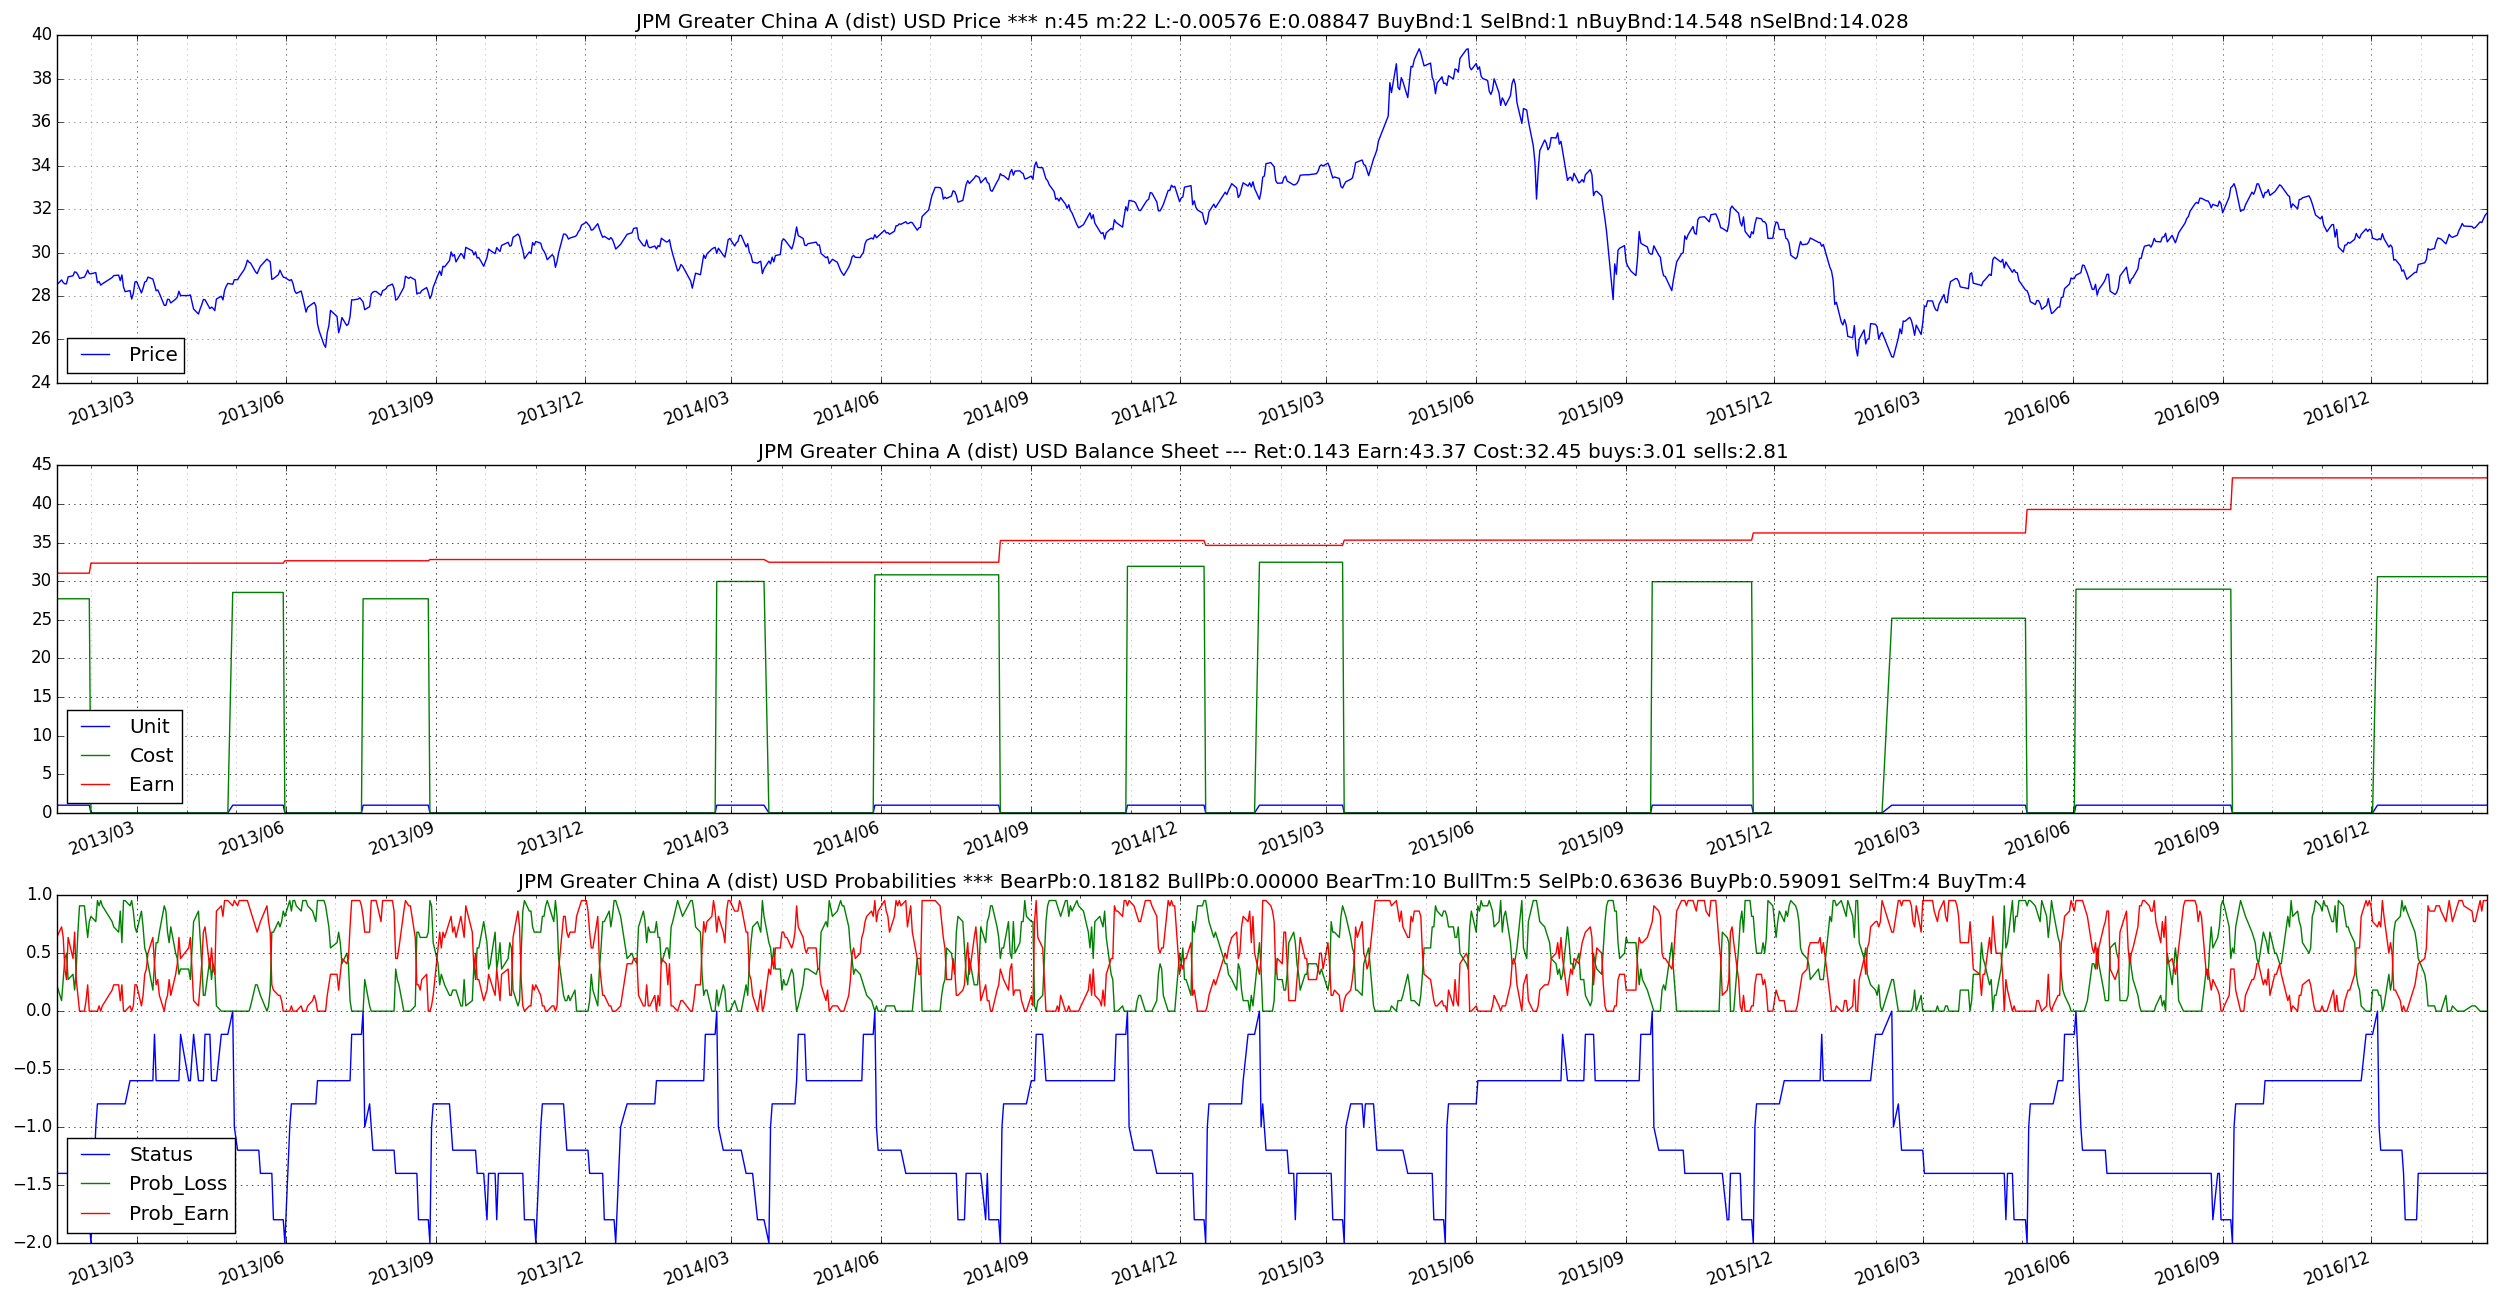 JPM Greater China A (dist) USD Price *** n:45 m:22 L:-0.00576 E:0.08847 BuyBnd:1 SelBnd:1 nBuyBnd:14.548 nSelBnd:14.028
40
38
36
34
32
30
28
26
24
Price
2013/03 2013/06 2013/09 2013/12 2014/03 2014/06 2014/09 2014/12 2015/03 2015/06 2015/09 2015/12 2016/03 2016/06 2016/09 2016/12
JPM Greater China A (dist) USD Balance Sheet --- Ret:0.143 Earn:43.37 Cost:32.45 buys:3.01 sells:2.81
45
40
35
30
25
20
15
10
5
0
Unit
Cost
Earn
2013/03 2013/06 2013/09 2013/12 2014/03 2014/06 2014/09 2014/12 2015/03 2015/06 2015/09 2015/12 2016/03 2016/06 2016/09 2016/12
JPM Greater China A (dist) USD Probabilities *** BearPb:0.18182 BullPb:0.00000 BearTm:10 BullTm:5 SelPb:0.63636 BuyPb:0.59091 SelTm:4 BuyTm:4
1.0
0.5
0.0
−0.5
−1.0
−1.5
−2.0
Status
Prob_Loss
Prob_Earn
2013/03 2013/06 2013/09 2013/12 2014/03 2014/06 2014/09 2014/12 2015/03 2015/06 2015/09 2015/12 2016/03 2016/06 2016/09 2016/12